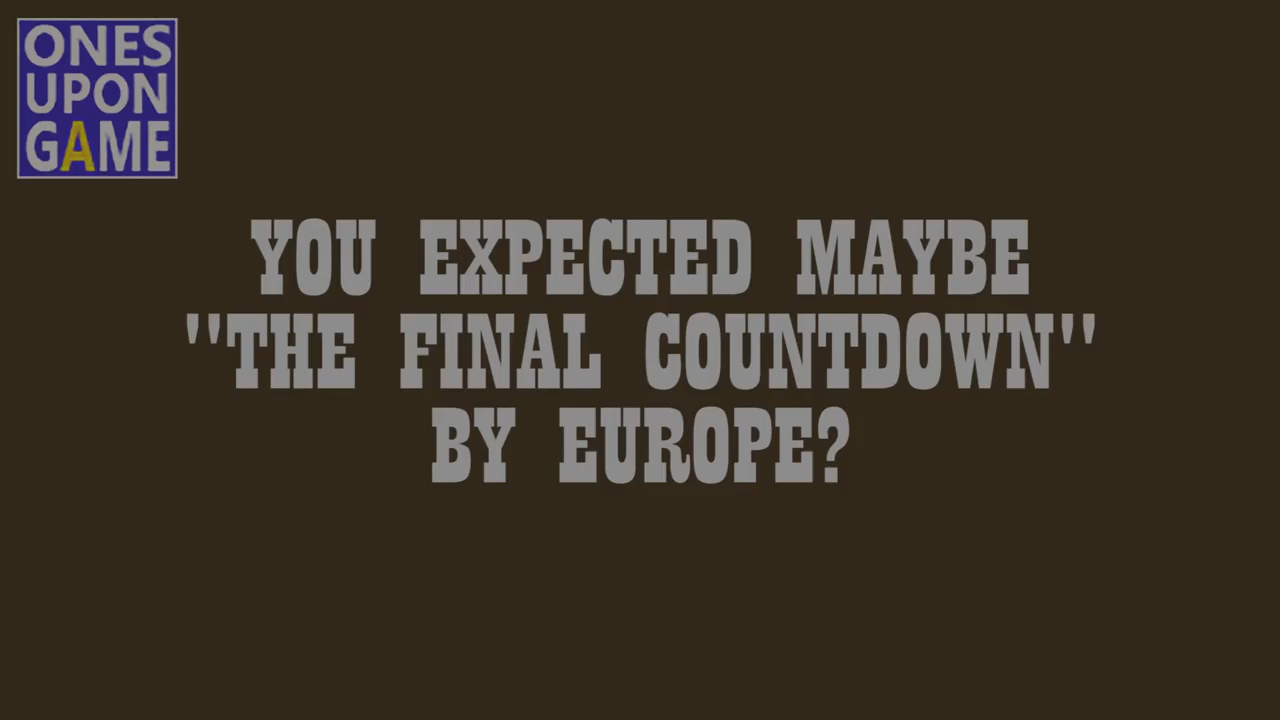 ONES
UPON
GAME
YOU EXPECTED MAYBE
"THE FINAL COUNTDOWN"
BY EUROPE?